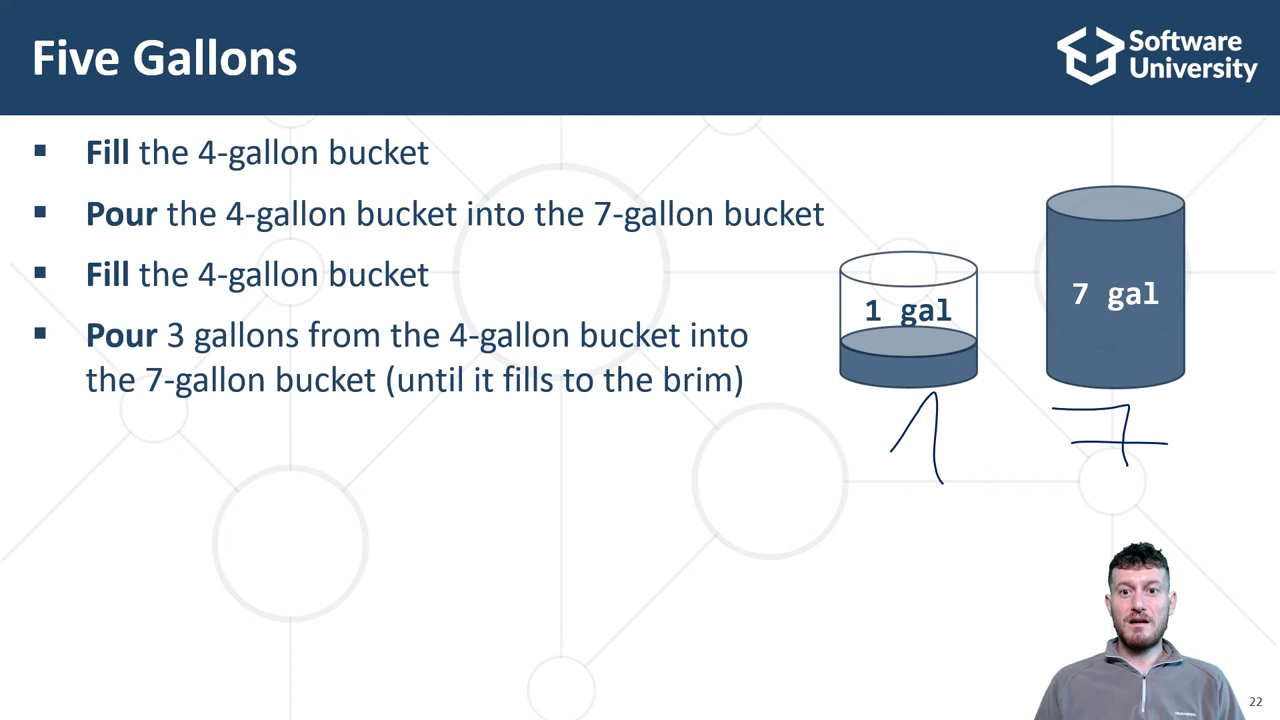 Five Gallons
Software
University
Fill the 4-gallon bucket
Pour the 4-gallon bucket into the 7-gallon bucket
Fill the 4-gallon bucket
Pour 3 gallons from the 4-gallon bucket into
the 7-gallon bucket (until it fills to the brim)
1 gal
7 gal
1
7
22